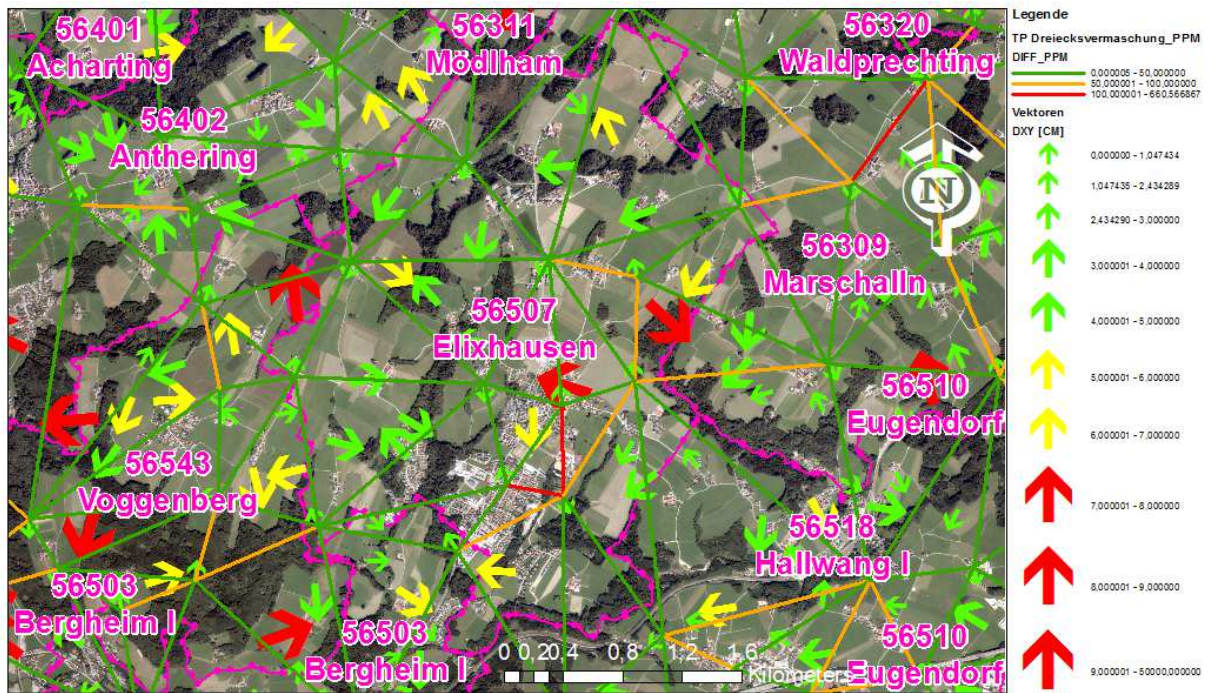 56401
Acharting
56311
Mödlham
56320
Waldprechting
56402
Anthering
N
56309
Marschalln
56507
Elixhausen
56510
Eugendorf
56543
Voggenberg
56518
Hallwang I
56503
Bergheim I
56503
Bergheim I
56510
Eugendorf
0 0,2 0,4 0,8 1,2 1,6
Kilometers
Legende
TP Dreiecksvermaschung_PPM
DIFF_PPM
0,000005 - 50,000000
50,000001 - 100,000000
100,000001 - 660,566867
Vektoren
DXY [CM]
0,000000 - 1,047434
1,047435 - 2,434289
2,434290 - 3,000000
3,000001 - 4,000000
4,000001 - 5,000000
5,000001 - 6,000000
6,000001 - 7,000000
7,000001 - 8,000000
8,000001 - 9,000000
9,000001 - 50000,000000